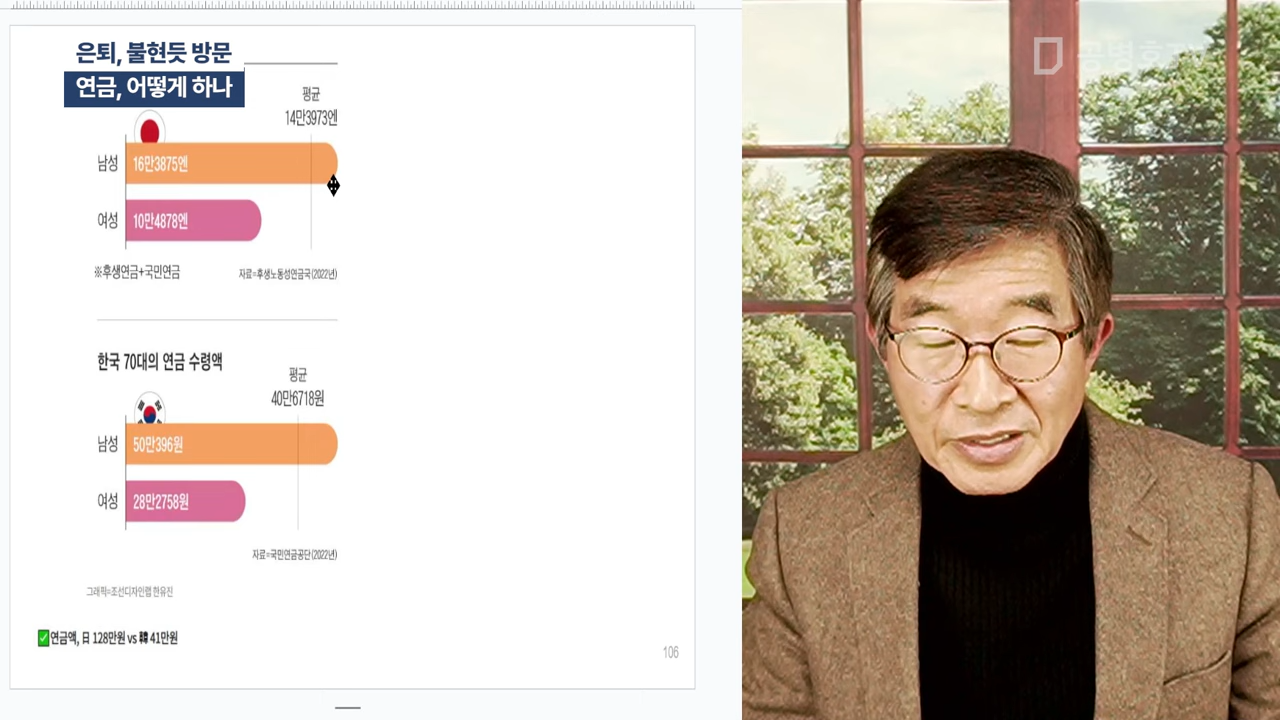 은퇴, 불현듯 방문
연금, 어떻게 하나
평균
14만3973엔
남성
16만3875엔
여성
10만4878엔
※후생연금+국민연금
자료=후생노동성연금국(2022년)
한국 70대의 연금 수령액
평균
40만6718원
남성
50만396원
여성
28만2758원
자료=국민연금공단(2022년)
그래픽=조선디자인랩 한유진
✅연금액, 日 128만원 vs 韓 41만원
106